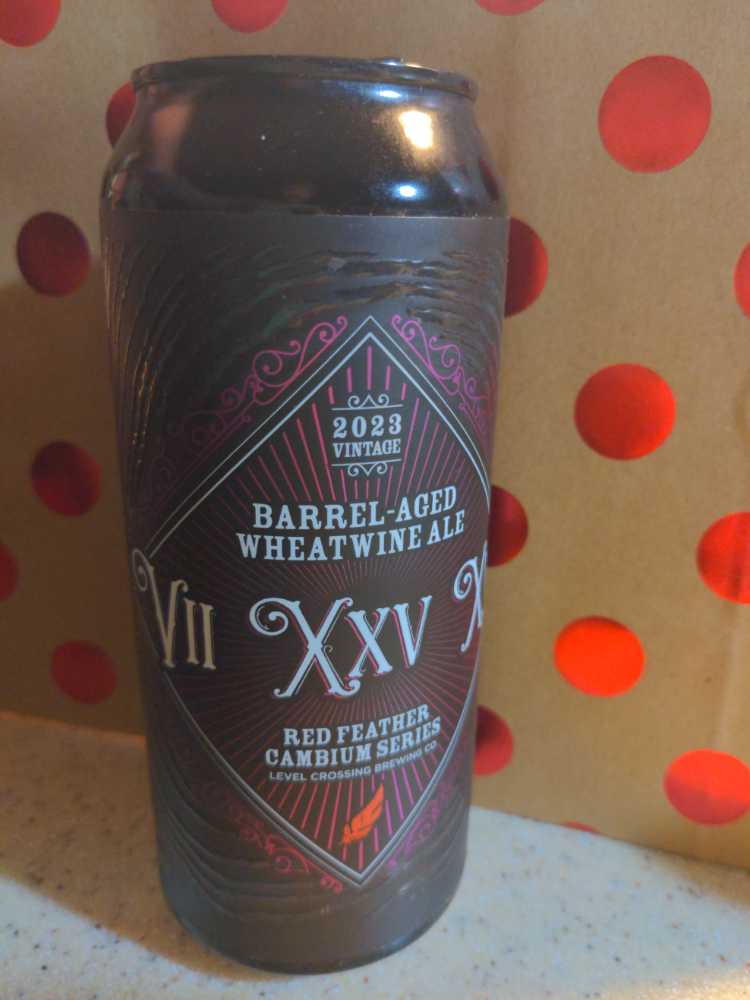 2023
VINTAGE
BARREL-AGED
WHEATWINE ALE
VII XXV X
RED FEATHER
CAMBIUM SERIES
LEVEL CROSSING BREWING CO